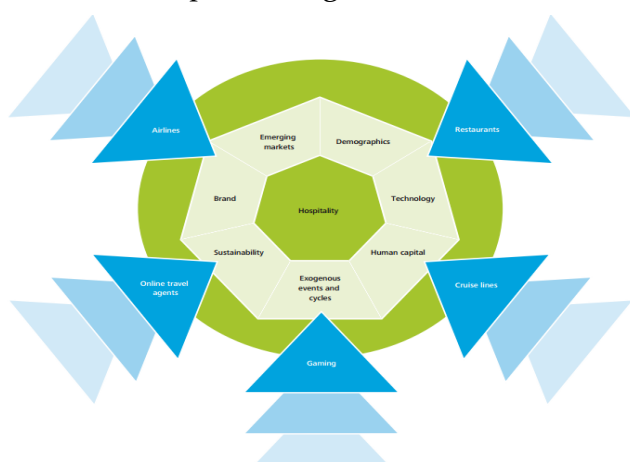 Airlines
Restaurants
Emerging
markets
Demographics
Brand
Technology
Hospitality
Sustainability
Human capital
Exogenous
events and
cycles
Online travel
agents
Cruise lines
Gaming